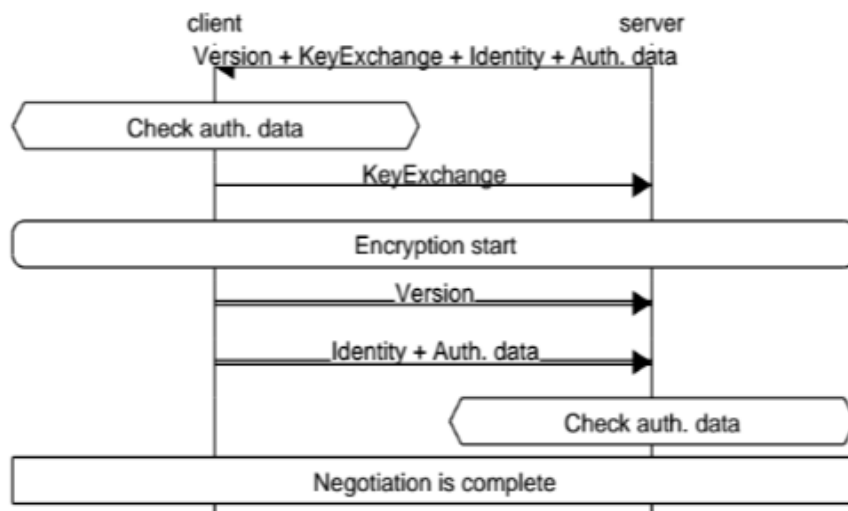 client server
Version + KeyExchange + Identity + Auth. data
Check auth. data
KeyExchange
Encryption start
Version
Identity + Auth. data
Check auth. data
Negotiation is complete